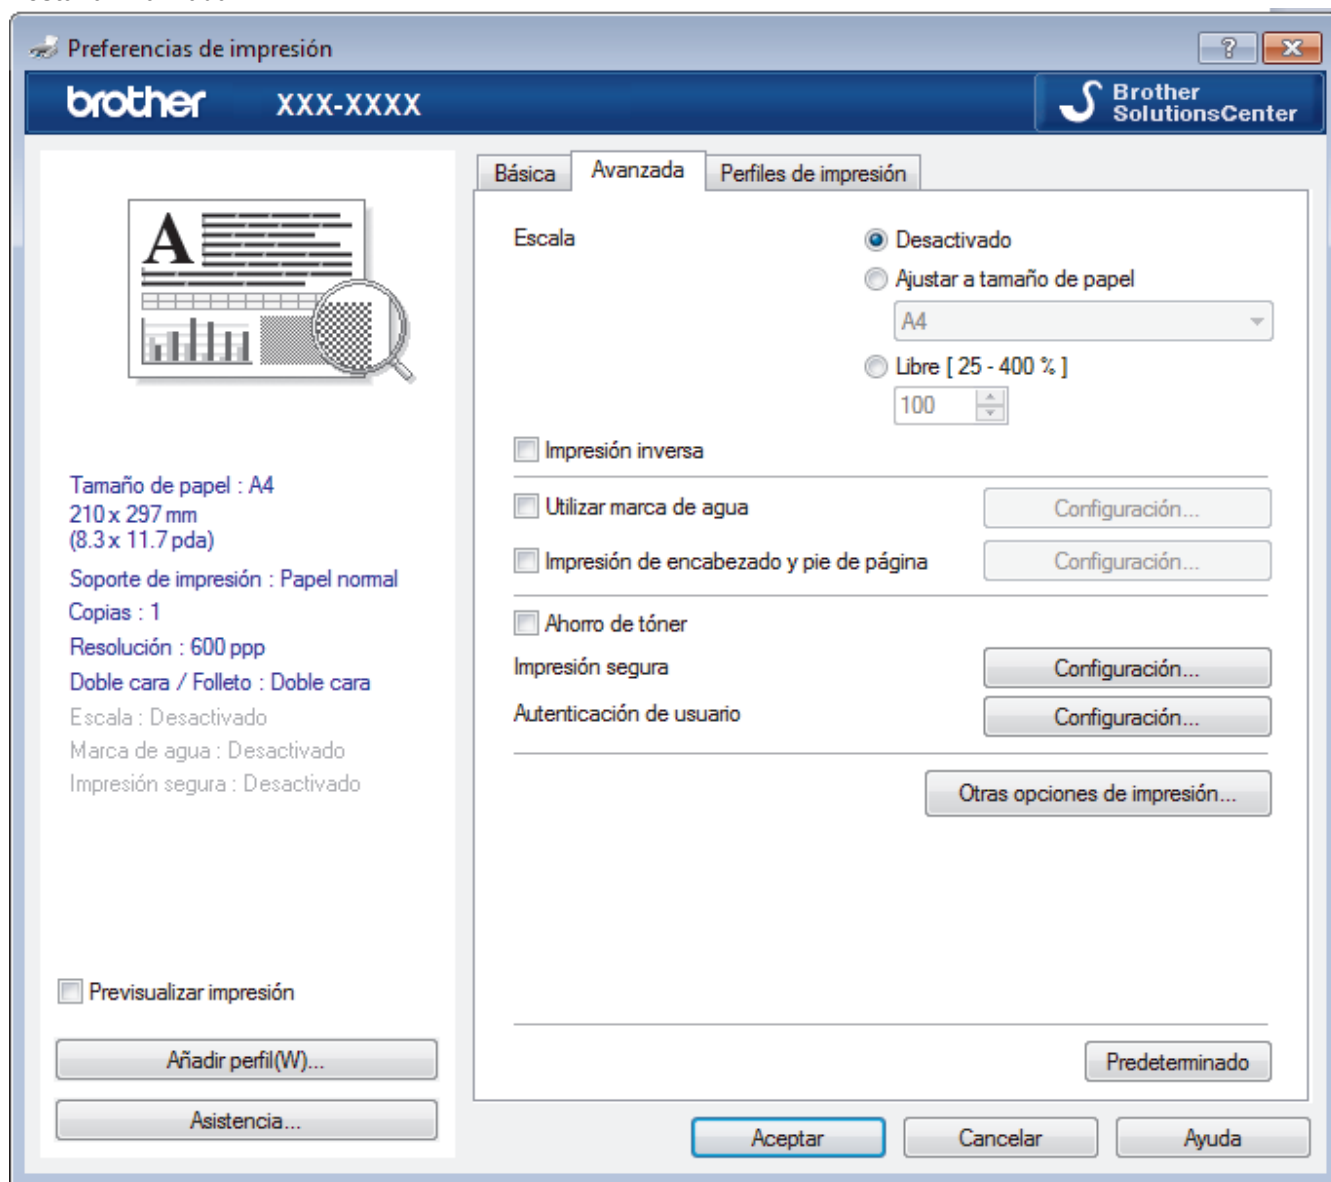 Preferencias de impresión
brother XXX-XXXX
Brother
SolutionsCenter
Básica Avanzada Perfiles de impresión
A
Tamaño de papel : A4
210 x 297 mm
(8.3 x 11.7 pda)
Soporte de impresión : Papel normal
Copias : 1
Resolución : 600 ppp
Doble cara / Folleto : Doble cara
Escala : Desactivado
Marca de agua : Desactivado
Impresión segura : Desactivado
Previsualizar impresión
Añadir perfil(W)...
Asistencia...
Escala
Desactivado
Ajustar a tamaño de papel
A4
Libre [ 25 - 400 % ]
100
Impresión inversa
Utilizar marca de agua Configuración...
Impresión de encabezado y pie de página Configuración...
Ahorro de tóner
Impresión segura Configuración...
Autenticación de usuario Configuración...
Otras opciones de impresión...
Predeterminado
Aceptar Cancelar Ayuda